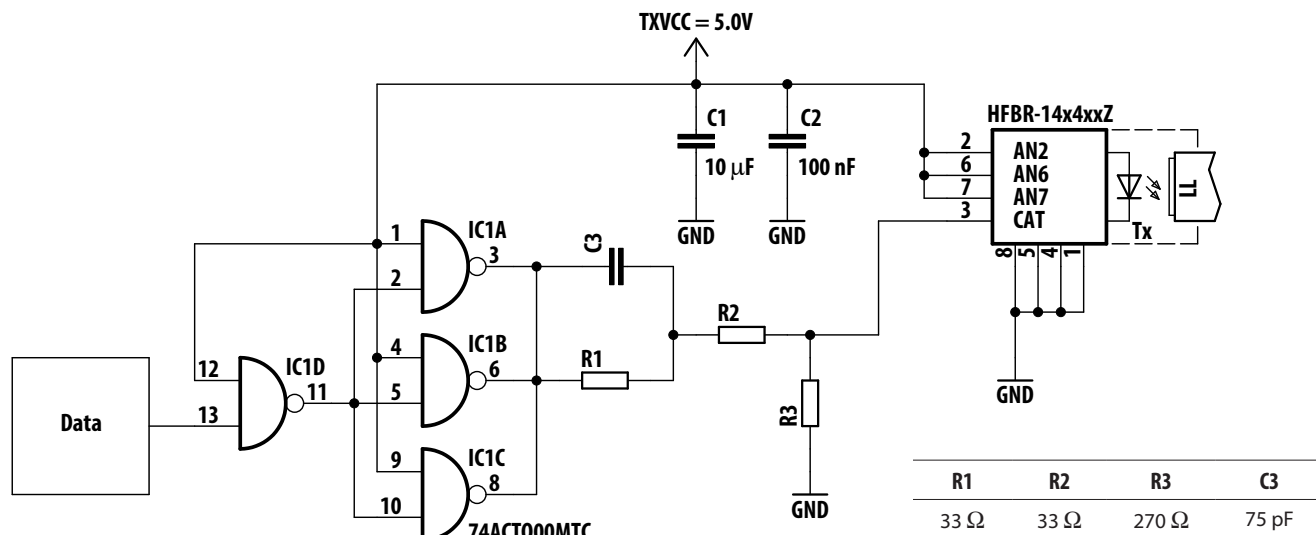 TXVCC = 5.0V
C1
10 μF
GND
C2
100 nF
GND
HFBR-14x4xxZ
2 AN2
6 AN6
7 AN7
3 CAT
Tx
LL
8 5 4 1
GND
1
2
IC1A
3
C3
R2
4
5
IC1B
6
R1
R3
GND
12
13
IC1D
11
Data
9
10
IC1C
8
74ACTQ00MTC
R1 R2 R3 C3
33 Ω 33 Ω 270 Ω 75 pF